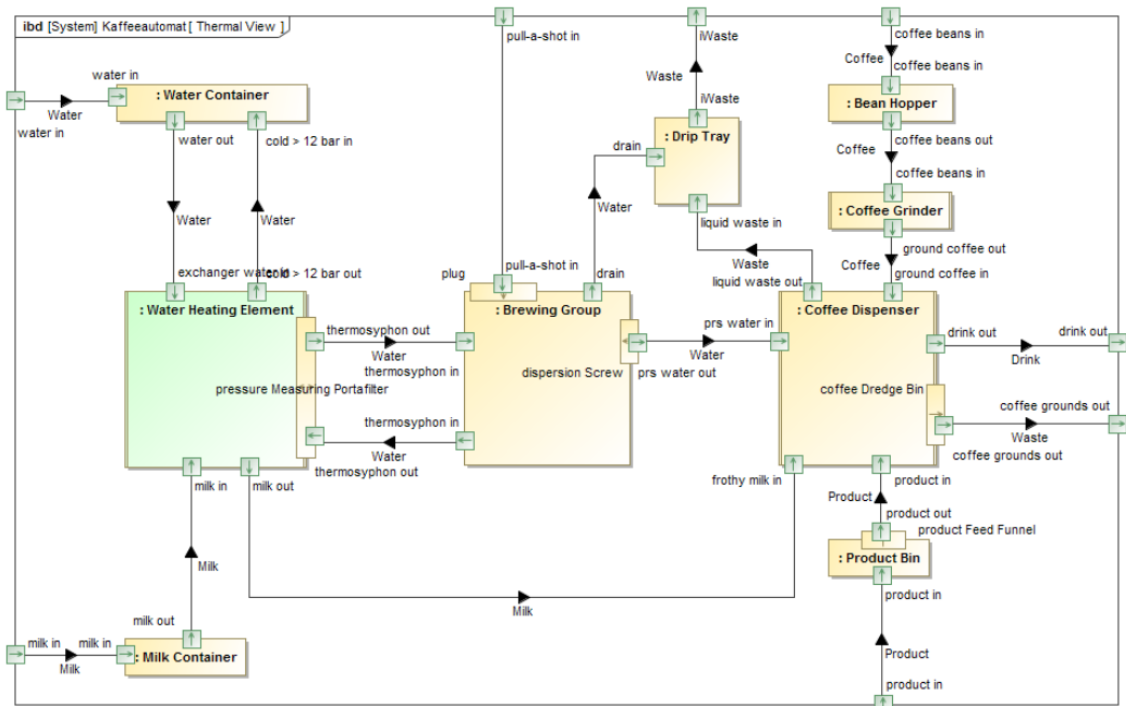 ibd [System] Kaffeeautomat [ Thermal View ]
pull-a-shot in
iWaste
coffee beans in
Waste
Coffee
coffee beans in
water in
: Water Container
iWaste
: Bean Hopper
Water
water in
water out
cold > 12 bar in
drain
: Drip Tray
coffee beans out
Coffee
coffee beans in
: Coffee Grinder
Water
Water
Water
liquid waste in
ground coffee out
Waste
Coffee
exchanger water in
cold > 12 bar out
plug
pull-a-shot in
drain
liquid waste out
ground coffee in
: Water Heating Element
: Brewing Group
: Coffee Dispenser
thermosyphon out
Water
thermosyphon in
prs water in
Water
prs water out
drink out
drink out
Drink
pressure Measuring Portafilter
dispersion Screw
coffee Dredge Bin
coffee grounds out
Waste
coffee grounds out
thermosyphon in
Water
thermosyphon out
milk in
milk out
frothy milk in
product in
Product
product out
product Feed Funnel
: Product Bin
Milk
product in
Milk
milk out
milk in
milk in
: Milk Container
Milk
Product
product in